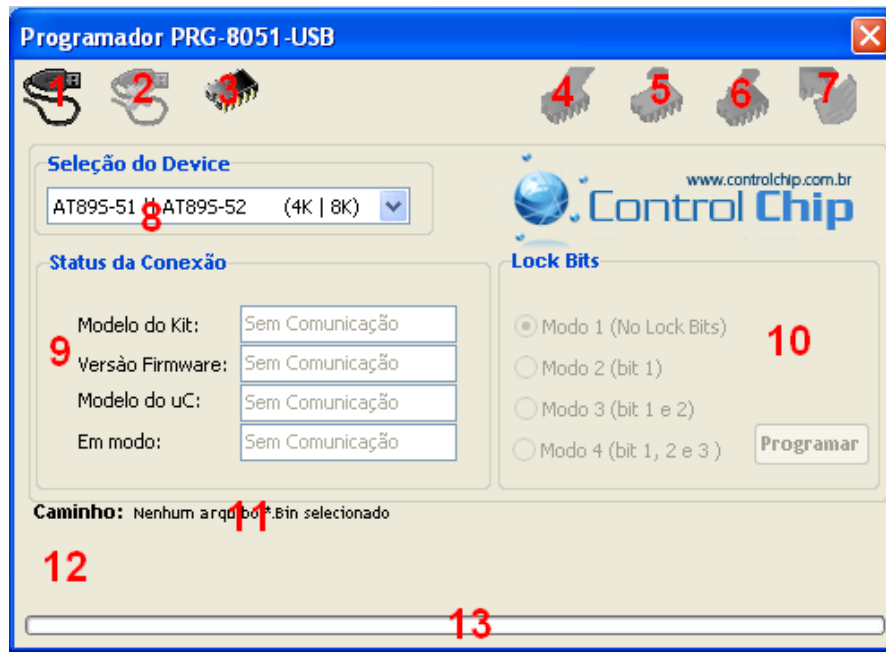 Programador PRG-8051-USB
1 2 3 4 5 6 7
Seleção do Device
AT89S-51 || AT89S-52 (4K | 8K)
8
www.controlchip.com.br
Control Chip
Status da Conexão
Modelo do Kit: Sem Comunicação
9
Versào Firmware: Sem Comunicação
Modelo do uC: Sem Comunicação
Em modo: Sem Comunicação
Lock Bits
Modo 1 (No Lock Bits)
10
Modo 2 (bit 1)
Modo 3 (bit 1 e 2)
Modo 4 (bit 1, 2 e 3 )
Programar
Caminho: Nenhum arquibo *.Bin selecionado
11
12
13